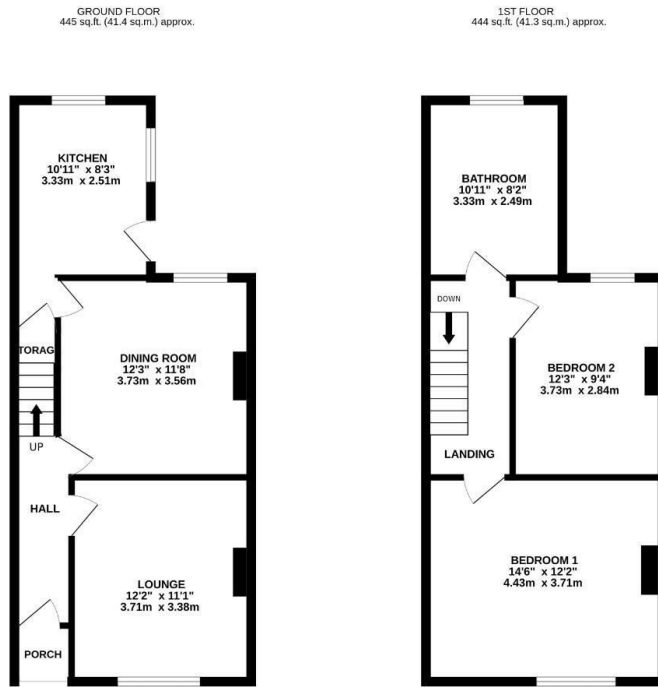 GROUND FLOOR
445 sq.ft. (41.4 sq.m.) approx.
KITCHEN
10'11" x 8'3"
3.33m x 2.51m
TORAG
DINING ROOM
12'3" x 11'8"
3.73m x 3.56m
UP
HALL
LOUNGE
12'2" x 11'1"
3.71m x 3.38m
PORCH
1ST FLOOR
444 sq.ft. (41.3 sq.m.) approx.
BATHROOM
10'11" x 8'2"
3.33m x 2.49m
DOWN
BEDROOM 2
12'3" x 9'4"
3.73m x 2.84m
LANDING
BEDROOM 1
14'6" x 12'2"
4.43m x 3.71m